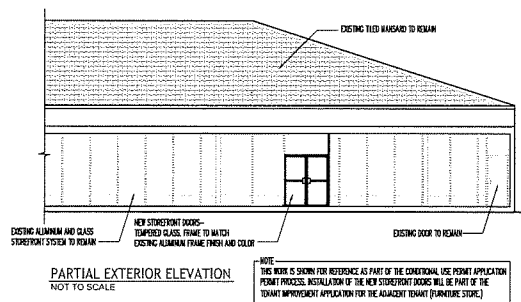 EXISTING TILED MANSARD TO REMAIN
EXISTING ALUMINUM AND GLASS
STOREFRONT SYSTEM TO REMAIN
NEW STOREFRONT DOORS-
TEMPERED GLASS. FRAME TO MATCH
EXISTING ALUMINUM FRAME FINISH AND COLOR
EXISTING DOOR TO REMAIN
PARTIAL EXTERIOR ELEVATION
NOT TO SCALE
NOTE
THIS WORK IS SHOWN FOR REFERENCE AS PART OF THE CONDITIONAL USE PERMIT APPLICATION
PERMIT PROCESS. INSTALLATION OF THE NEW STOREFRONT DOORS WILL BE PART OF THE
TENANT IMPROVEMENT APPLICATION FOR THE ADJACENT TENANT (FURNITURE STORE.)